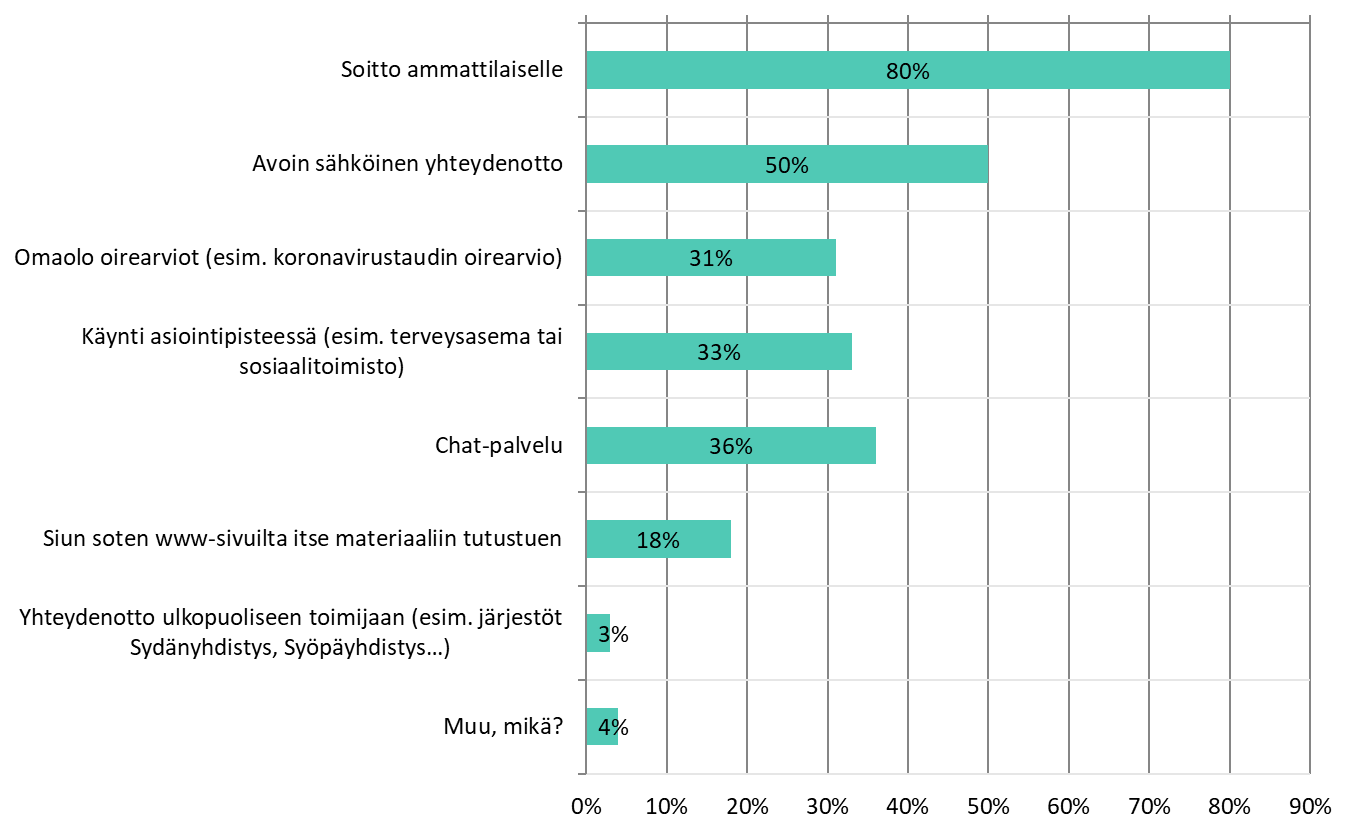 Soitto ammattilaiselle
80%
Avoin sähköinen yhteydenotto
50%
Omaolo oirearviot (esim. koronavirustaudin oirearvio)
31%
Käynti asiointipisteessä (esim. terveysasema tai
sosiaalitoimisto)
33%
Chat-palvelu
36%
Siun soten www-sivuilta itse materiaaliin tutustuen
18%
Yhteydenotto ulkopuoliseen toimijaan (esim. järjestöt
Sydänyhdistys, Syöpäyhdistys…)
3%
Muu, mikä?
4%
0% 10% 20% 30% 40% 50% 60% 70% 80% 90%